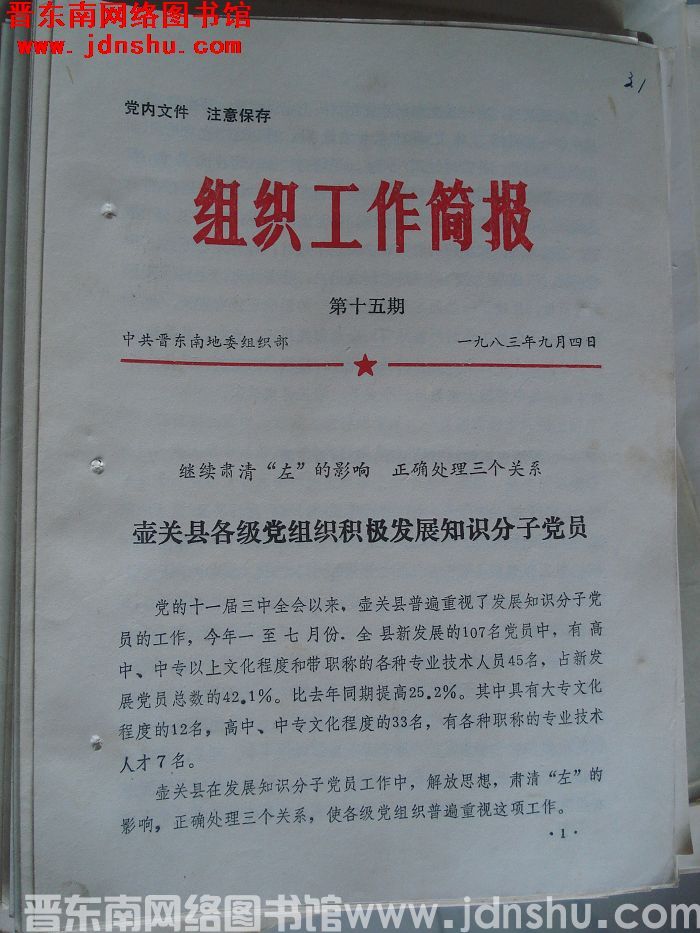 晋东南网络图书馆
www.jdnshu.com
31
党内文件 注意保存
组织工作简报
第十五期
中共晋东南地委组织部 一九八三年九月四日
继续肃清“左”的影响 正确处理三个关系
壶关县各级党组织积极发展知识分子党员
党的十一届三中全会以来，壶关县普遍重视了发展知识分子党
员的工作，今年一至七月份．全县新发展的107名党员中，有高
中、中专以上文化程度和带职称的各种专业技术人员45名，占新发
展党员总数的42.1%。比去年同期提高25.2%。其中具有大专文化
程度的12名，高中、中专文化程度的33名，有各种职称的专业技术
人才7名。
壶关县在发展知识分子党员工作中，解放思想，肃清“左”的
影响，正确处理三个关系，使各级党组织普遍重视这项工作。
·1·
晋东南网络图书馆 www.jdnshu.com